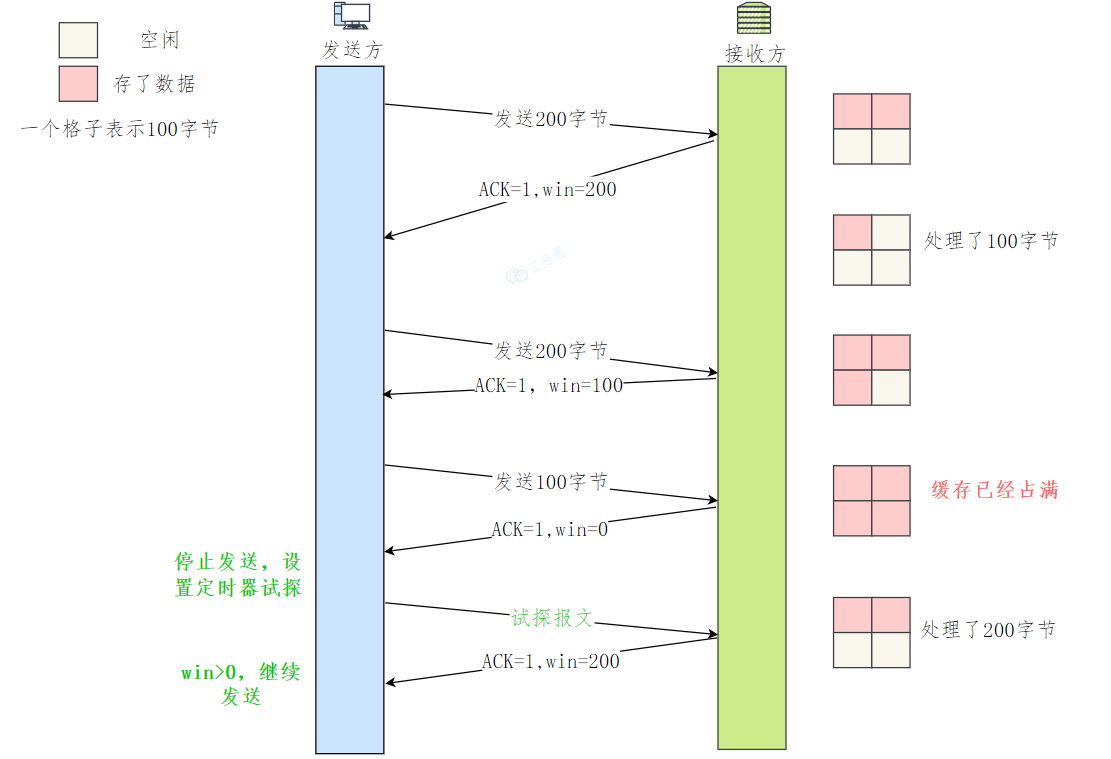 空闲
存了数据
一个格子表示100字节
发送方
接收方
发送200字节
ACK=1,win=200
三分恶
处理了100字节
发送200字节
ACK=1, win=100
发送100字节
缓存已经占满
ACK=1,win=0
停止发送，设
置定时器试探
试探报文
处理了200字节
ACK=1,win=200
win>0，继续
发送